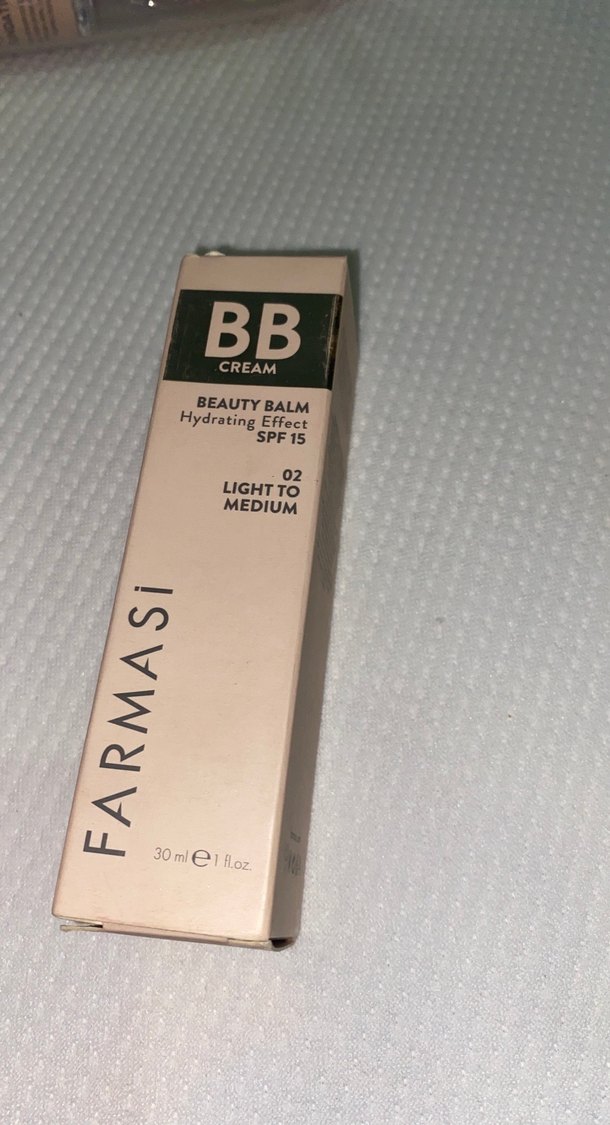 BB
CREAM
BEAUTY BALM
Hydrating Effect
SPF 15
02
LIGHT TO
MEDIUM
FARMASi
30 ml e 1 fl.oz.